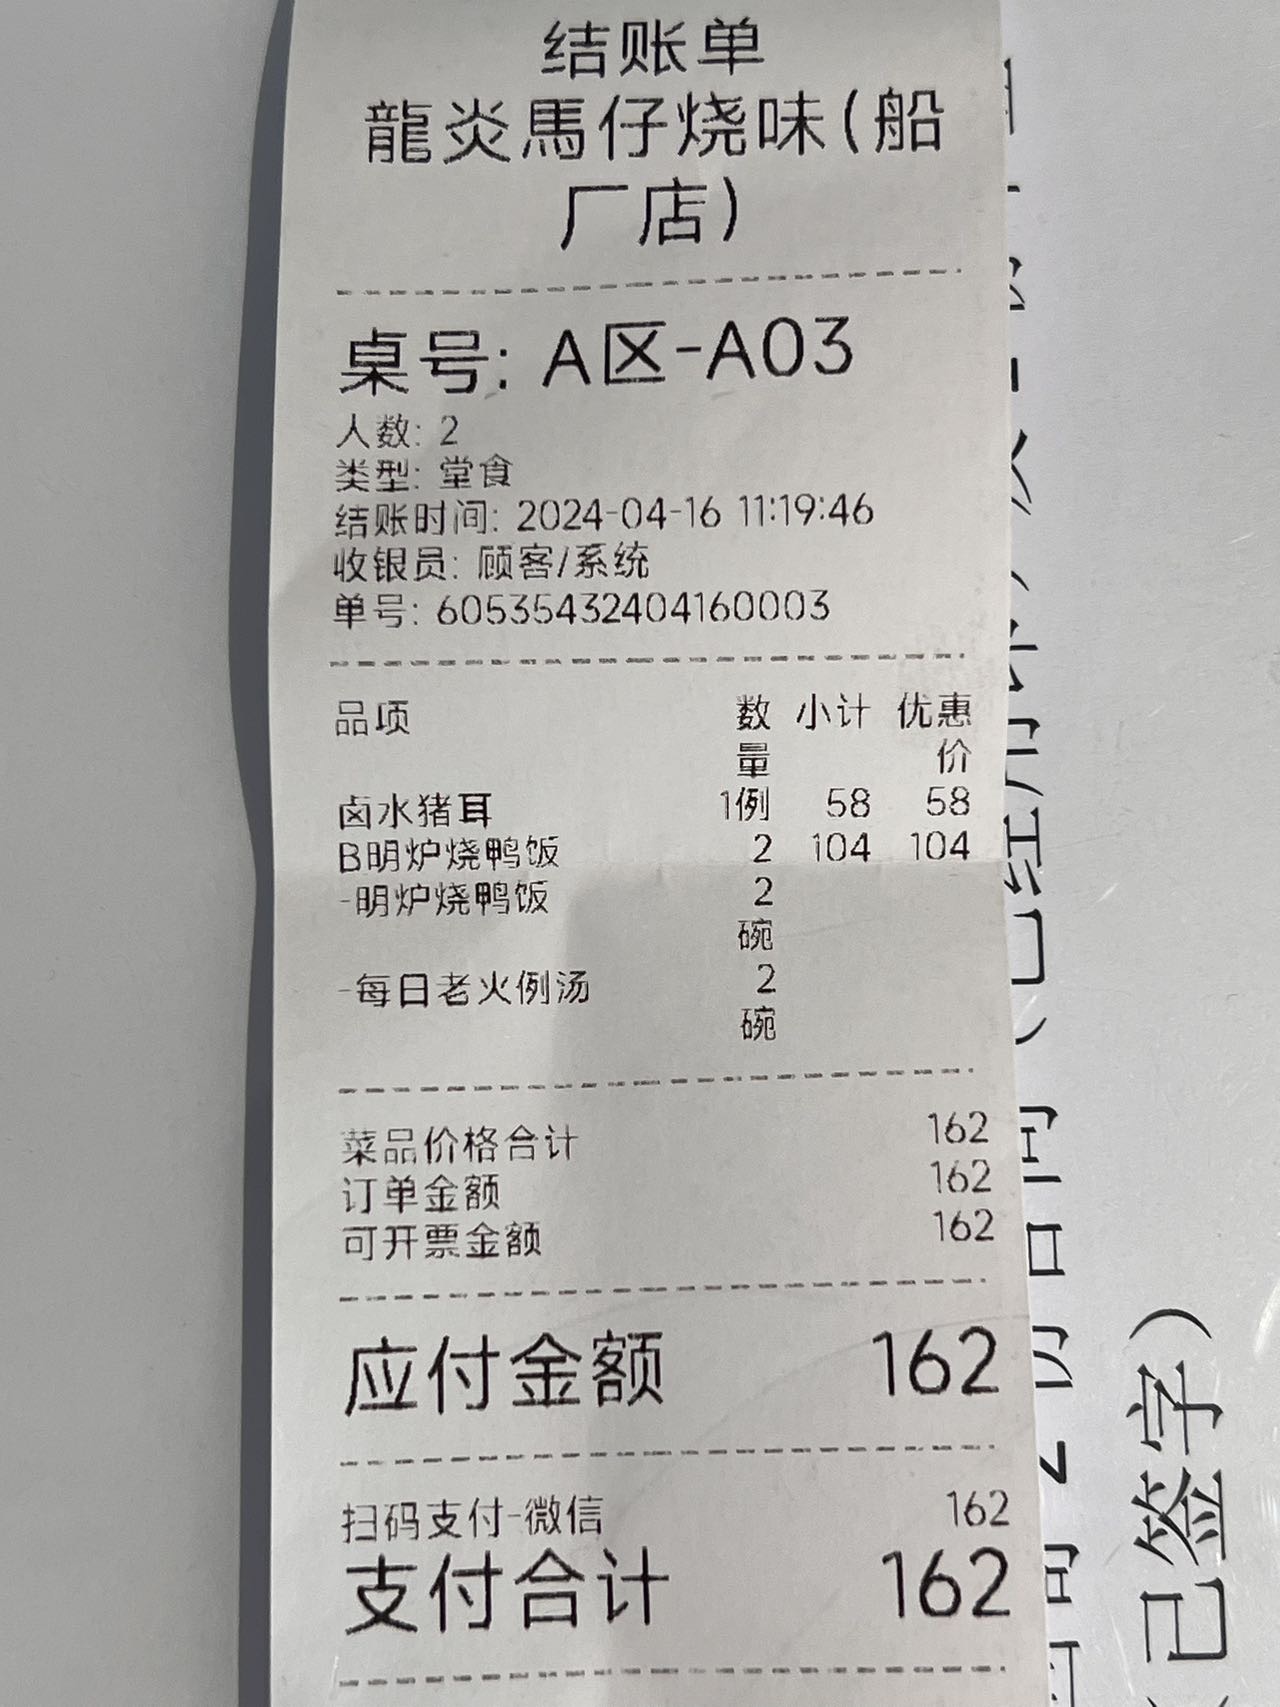 结账单
龍炎馬仔烧味(船
厂店)
桌号: A区-A03
人数: 2
类型: 堂食
结账时间: 2024-04-16 11:19:46
收银员: 顾客/系统
单号: 60535432404160003
品项 数 小计 优惠
量 价
卤水猪耳 1例 58 58
B明炉烧鸭饭 2 104 104
-明炉烧鸭饭 2
碗
-每日老火例汤 2
碗
菜品价格合计 162
订单金额 162
可开票金额 162
应付金额 162
扫码支付-微信 162
支付合计 162
(已签字)